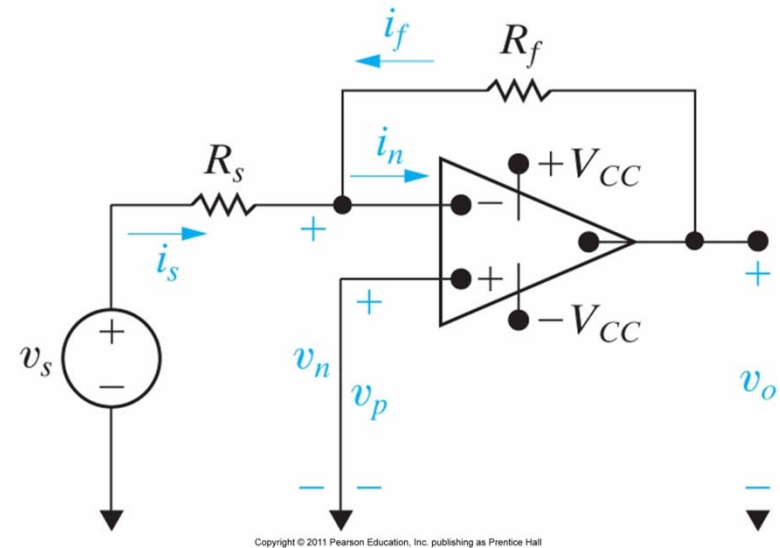 i_f
R_f
i_n
+V_CC
R_s
−
+
i_s
+
+
+
−V_CC
+
v_s
−
v_n
v_p
v_o
−
−
−
Copyright © 2011 Pearson Education, Inc. publishing as Prentice Hall